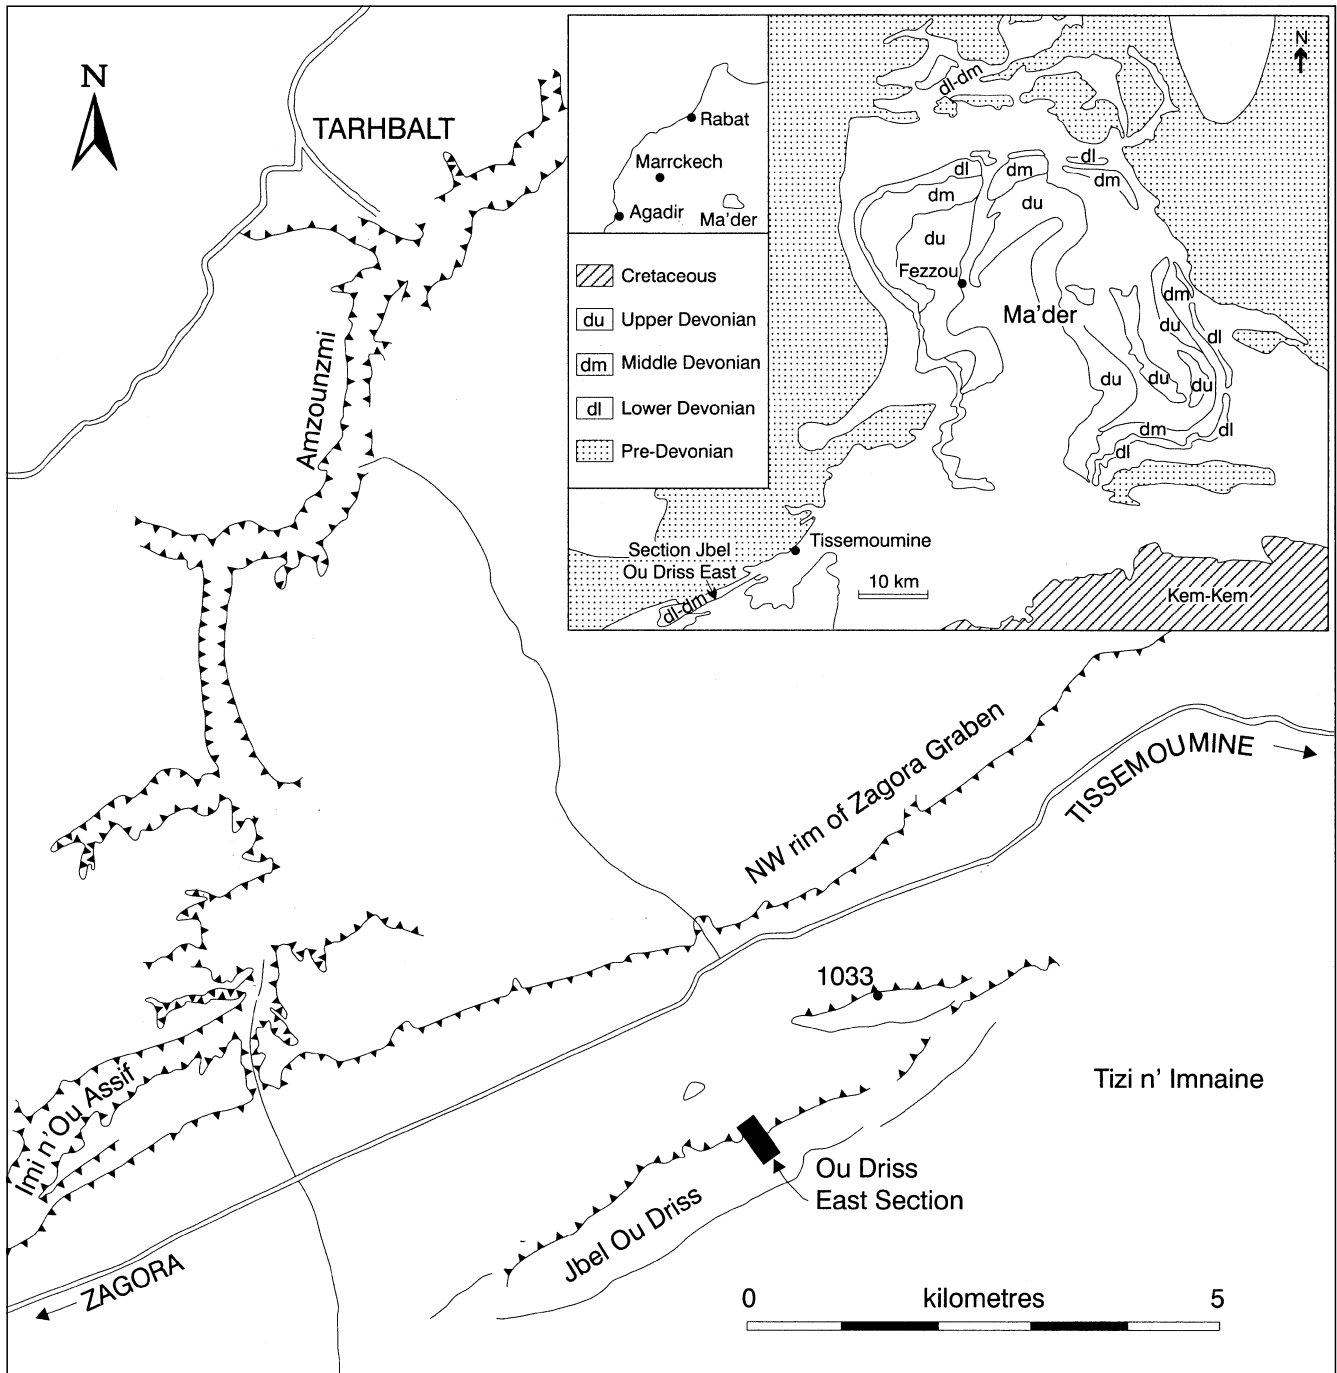 N
TARHBALT
Amzounzmi
Imi n' Ou Assif
ZAGORA
NW rim of Zagora Graben
TISSEMOUMINE
1033
Tizi n' Imnaine
Ou Driss
East Section
Jbel Ou Driss
0 kilometres 5
Rabat
Marrckech
Agadir
Ma'der
Cretaceous
du Upper Devonian
dm Middle Devonian
dl Lower Devonian
Pre-Devonian
N
dl-dm
dl
dm
dl
dm
dm
du
du
Fezzou
Ma'der
dm
du
dl
du
du
du
dm
dl
dl
Tissemoumine
Section Jbel
Ou Driss East
dl-dm
10 km
Kem-Kem